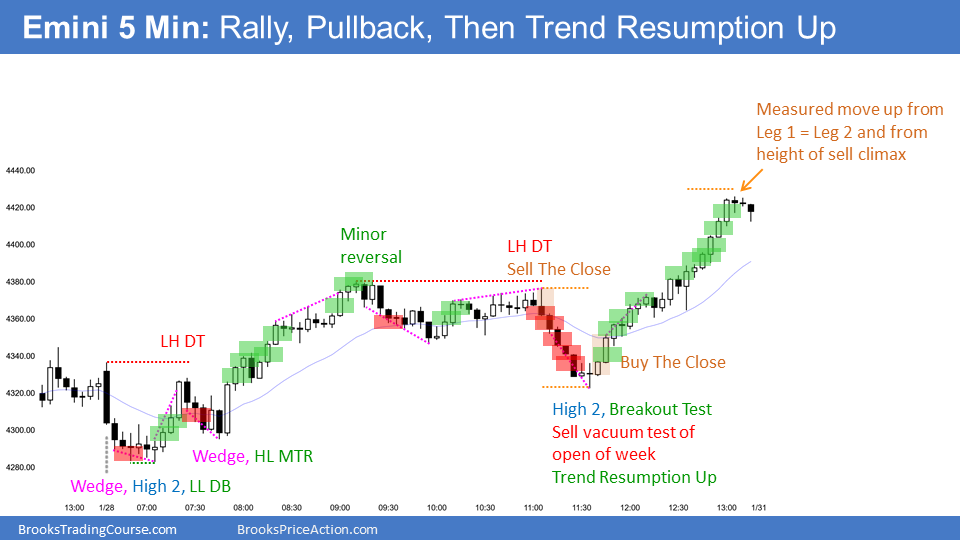 Emini 5 Min: Rally, Pullback, Then Trend Resumption Up
Measured move up from
Leg 1 = Leg 2 and from
height of sell climax
4440.00
4420.00
4400.00
4380.00
4360.00
4340.00
4320.00
4300.00
4280.00
Minor
reversal
LH DT
Sell The Close
LH DT
Buy The Close
High 2, Breakout Test
Sell vacuum test of
open of week
Trend Resumption Up
Wedge, HL MTR
Wedge, High 2, LL DB
13:00 1/28 07:00 07:30 08:00 08:30 09:00 09:30 10:00 10:30 11:00 11:30 12:00 12:30 13:00 1/31
BrooksTradingCourse.com BrooksPriceAction.com